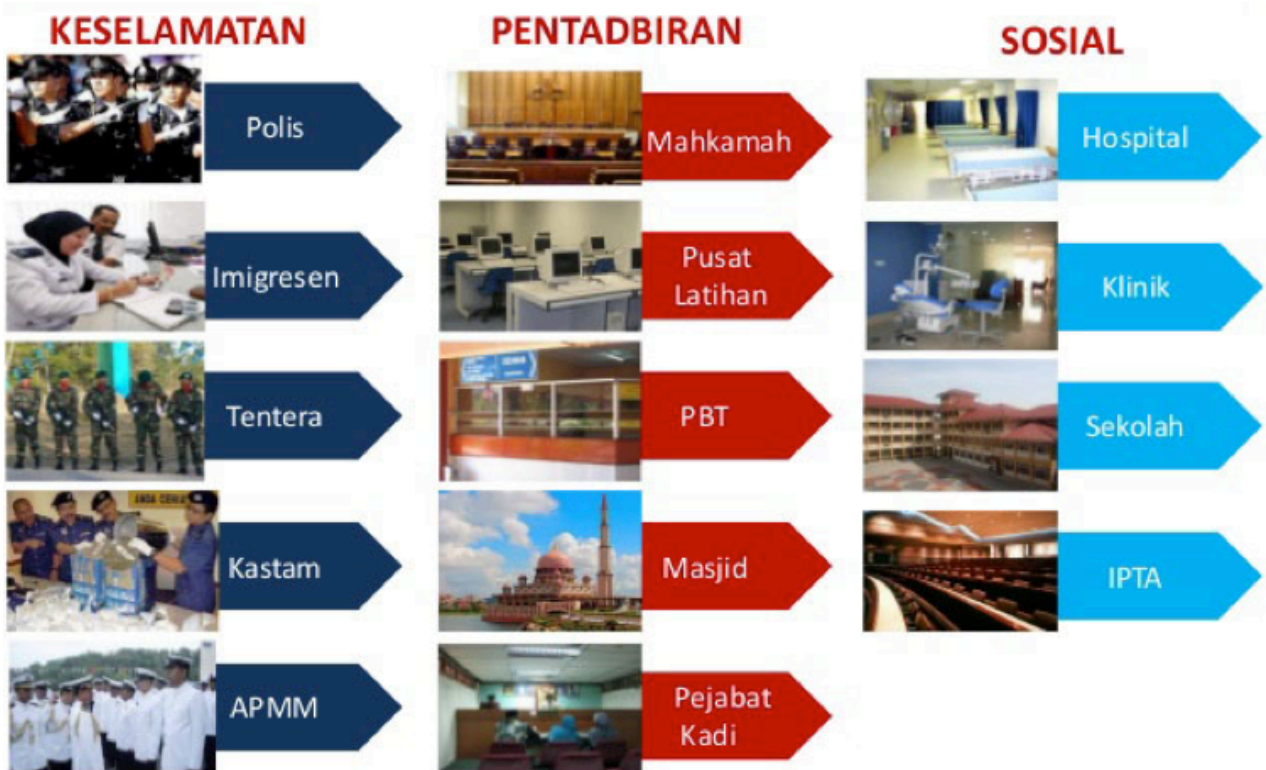 KESELAMATAN
Polis
Imigresen
Tentera
Kastam
APMM
PENTADBIRAN
Mahkamah
Pusat
Latihan
PBT
Masjid
Pejabat
Kadi
SOSIAL
Hospital
Klinik
Sekolah
IPTA